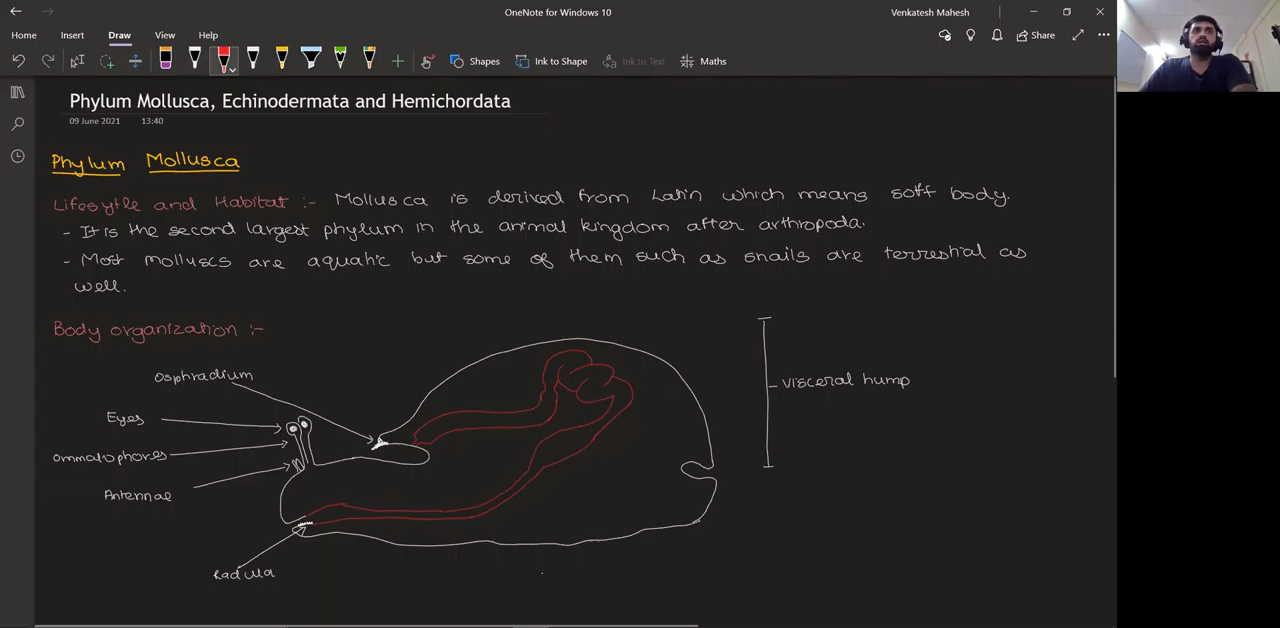 OneNote for Windows 10
Venkatesh Mahesh
Home Insert Draw View Help
Share
Shapes Ink to Shape Ink to Text Maths
Phylum Mollusca, Echinodermata and Hemichordata
09 June 2021 13:40
Phylum Mollusca
Lifesytle and Habitat :- Mollusca is derived from Latin which means soft body.
- It is the second largest phylum in the animal kingdom after arthropoda.
- Most molluscs are aquatic but some of them such as snails are terrestial as
well.
Body organization :-
Osphradium
visceral hump
Eyes
ommatophores
Antennae
Radula